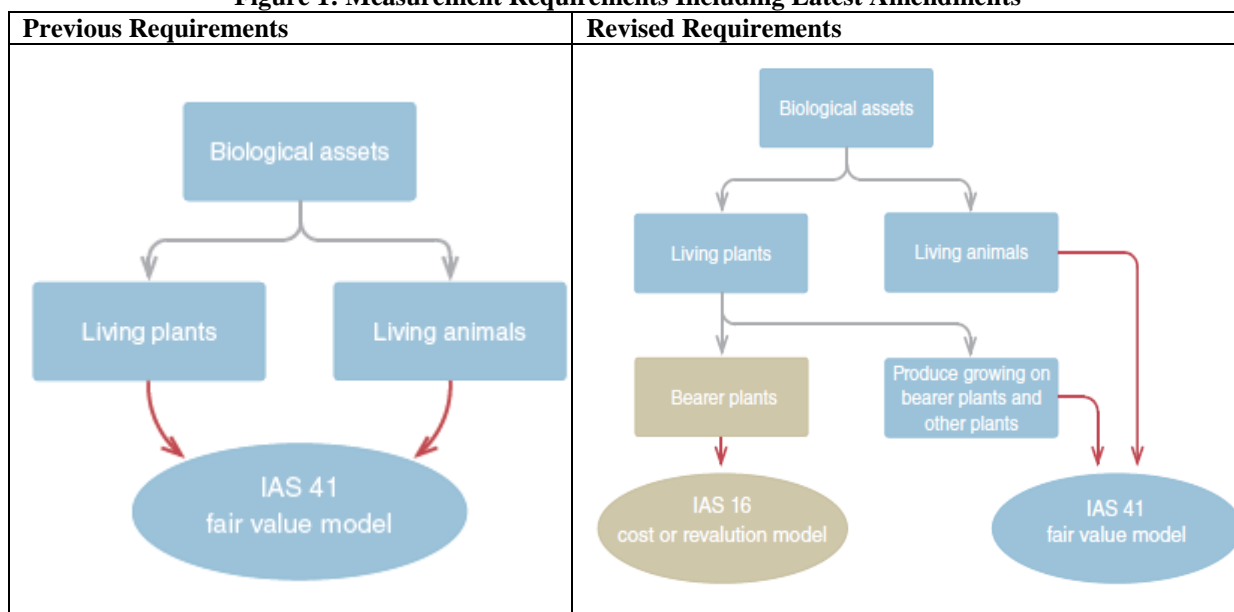 Figure 1: Measurement Requirements Including Latest Amendments
Previous Requirements
Biological assets
Living plants
Living animals
IAS 41
fair value model
Revised Requirements
Biological assets
Living plants
Living animals
Bearer plants
Produce growing on
bearer plants and
other plants
IAS 16
cost or revalution model
IAS 41
fair value model